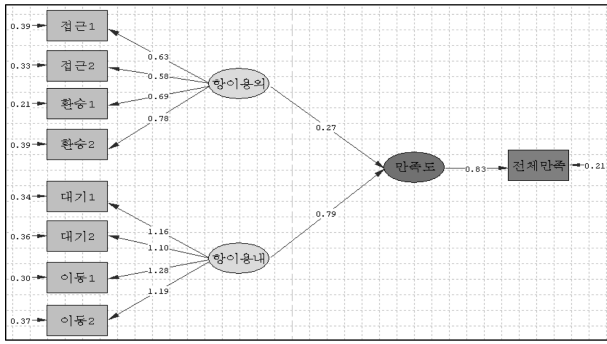 0.39 접근1
0.63
0.33 접근2
0.58
항이용외
0.21 환승1
0.69
0.78
0.39 환승2
0.27
만족도
0.83
전체만족
0.21
0.34 대기1
0.79
1.16
0.36 대기2
1.10
항이용내
0.30 이동1
1.28
1.19
0.37 이동2